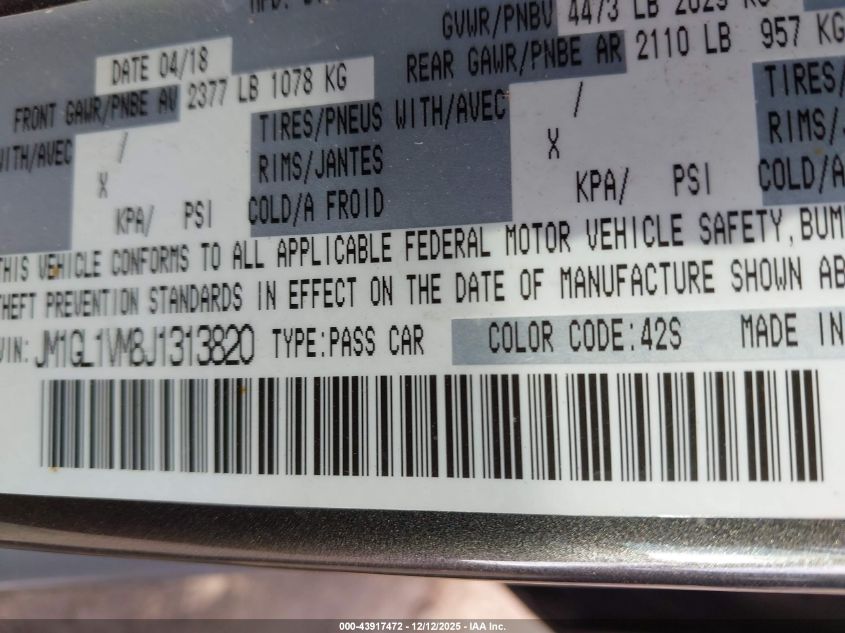 GVWR/PNBV 4473 LB 2029 KG
DATE 04/18
REAR GAWR/PNBE AR 2110 LB 957 KG
FRONT GAWR/PNBE AV 2377 LB 1078 KG
WITH/AVEC / TIRES/PNEUS WITH/AVEC / TIRES/
X RIMS/JANTES X RIMS/
KPA/ PSI COLD/A FROID KPA/ PSI COLD/A
THIS VEHICLE CONFORMS TO ALL APPLICABLE FEDERAL MOTOR VEHICLE SAFETY, BUM
THEFT PREVENTION STANDARDS IN EFFECT ON THE DATE OF MANUFACTURE SHOWN AB
VIN: JM1GL1VM8J1313820 TYPE:PASS CAR COLOR CODE:42S MADE IN
000-43917472 - 12/12/2025 - IAA Inc.